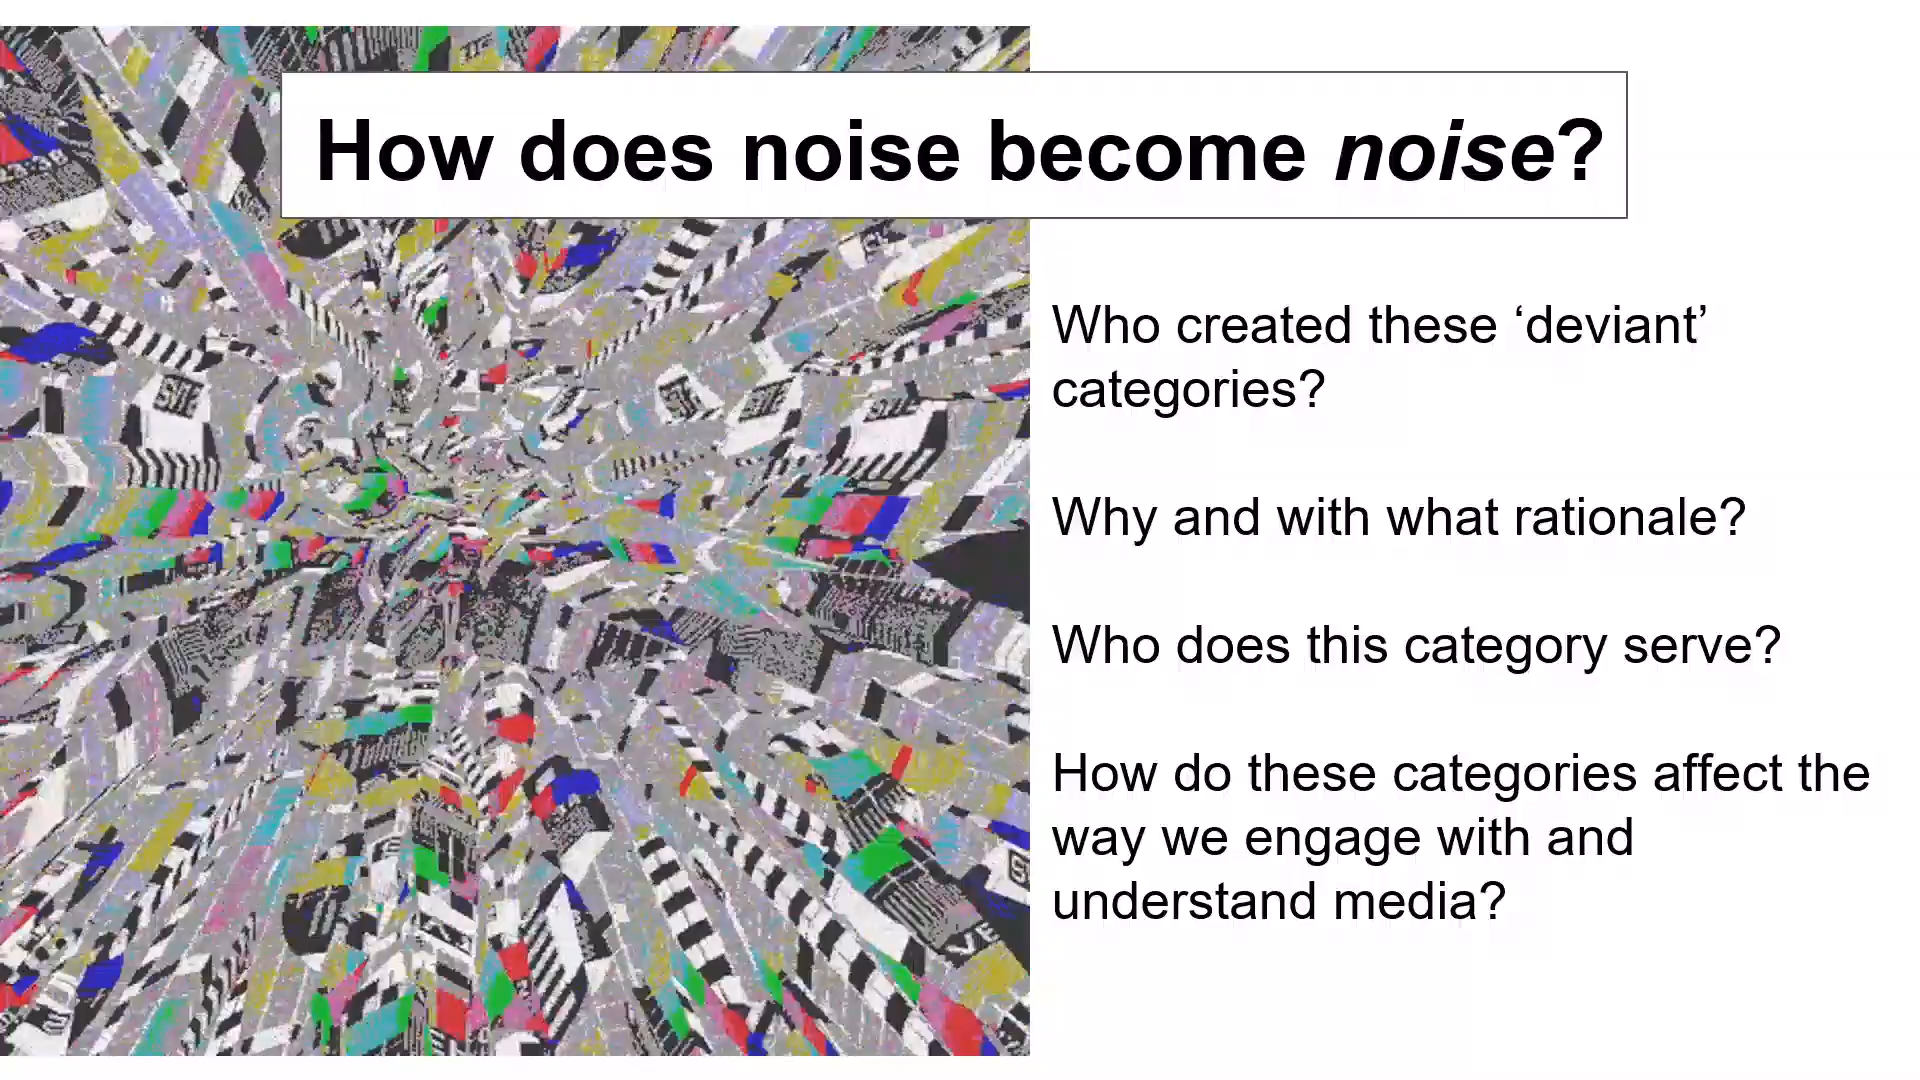 How does noise become noise?
Who created these ‘deviant’
categories?
Why and with what rationale?
Who does this category serve?
How do these categories affect the
way we engage with and
understand media?